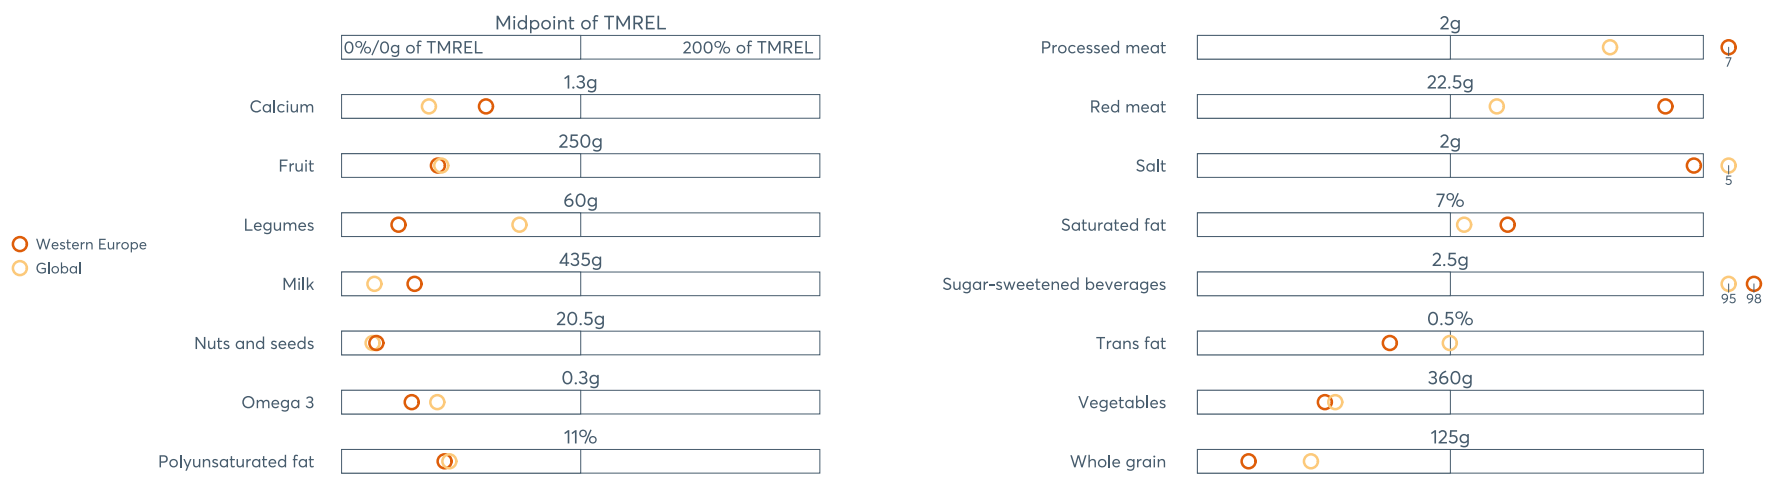 Midpoint of TMREL
0%/0g of TMREL 200% of TMREL
1.3g
Calcium
250g
Fruit
60g
Legumes
435g
Milk
20.5g
Nuts and seeds
0.3g
Omega 3
11%
Polyunsaturated fat
Western Europe
Global
2g
Processed meat
7
22.5g
Red meat
2g
Salt
5
7%
Saturated fat
2.5g
Sugar-sweetened beverages
95 98
0.5%
Trans fat
360g
Vegetables
125g
Whole grain